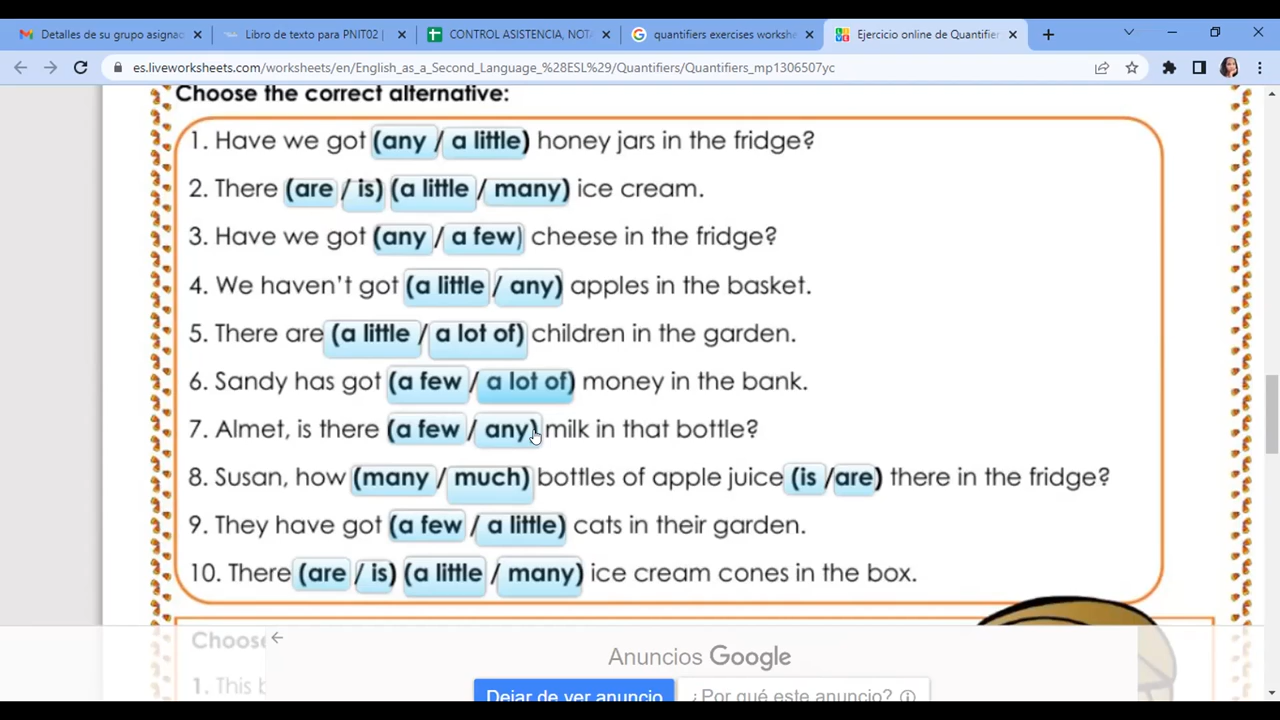 Detalles de su grupo asigna
Libro de texto para PNIT02 |
CONTROL ASISTENCIA, NOT
quantifiers exercises workshe
Ejercicio online de Quantifier
es.liveworksheets.com/worksheets/en/English_as_a_Second_Language_%28ESL%29/Quantifiers/Quantifiers_mp1306507yc
Choose the correct alternative:
1. Have we got (any / a little) honey jars in the fridge?
2. There (are / is) (a little / many) ice cream.
3. Have we got (any / a few) cheese in the fridge?
4. We haven't got (a little / any) apples in the basket.
5. There are (a little / a lot of) children in the garden.
6. Sandy has got (a few / a lot of) money in the bank.
7. Almet, is there (a few / any) milk in that bottle?
8. Susan, how (many / much) bottles of apple juice (is /are) there in the fridge?
9. They have got (a few / a little) cats in their garden.
10. There (are / is) (a little / many) ice cream cones in the box.
Choose
1. This b
Anuncios Google
Dejar de ver anuncio
¿Por qué este anuncio?